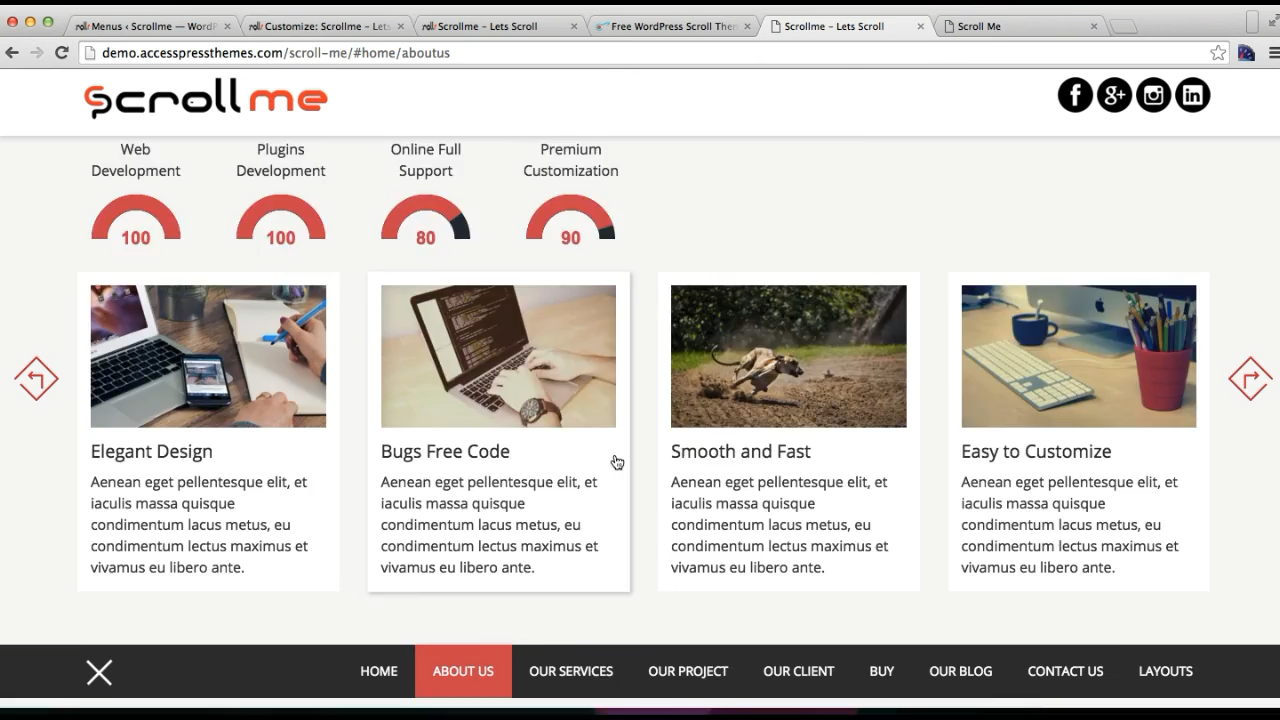 Menus ‹ Scrollme — WordP
Customize: Scrollme – Lets
Scrollme – Lets Scroll
Free WordPress Scroll Them
Scrollme – Lets Scroll
Scroll Me
demo.accesspressthemes.com/scroll-me/#home/aboutus
scroll me
Web
Development
Plugins
Development
Online Full
Support
Premium
Customization
100
100
80
90
Elegant Design
Aenean eget pellentesque elit, et
iaculis massa quisque
condimentum lacus metus, eu
condimentum lectus maximus et
vivamus eu libero ante.
Bugs Free Code
Aenean eget pellentesque elit, et
iaculis massa quisque
condimentum lacus metus, eu
condimentum lectus maximus et
vivamus eu libero ante.
Smooth and Fast
Aenean eget pellentesque elit, et
iaculis massa quisque
condimentum lacus metus, eu
condimentum lectus maximus et
vivamus eu libero ante.
Easy to Customize
Aenean eget pellentesque elit, et
iaculis massa quisque
condimentum lacus metus, eu
condimentum lectus maximus et
vivamus eu libero ante.
HOME ABOUT US OUR SERVICES OUR PROJECT OUR CLIENT BUY OUR BLOG CONTACT US LAYOUTS